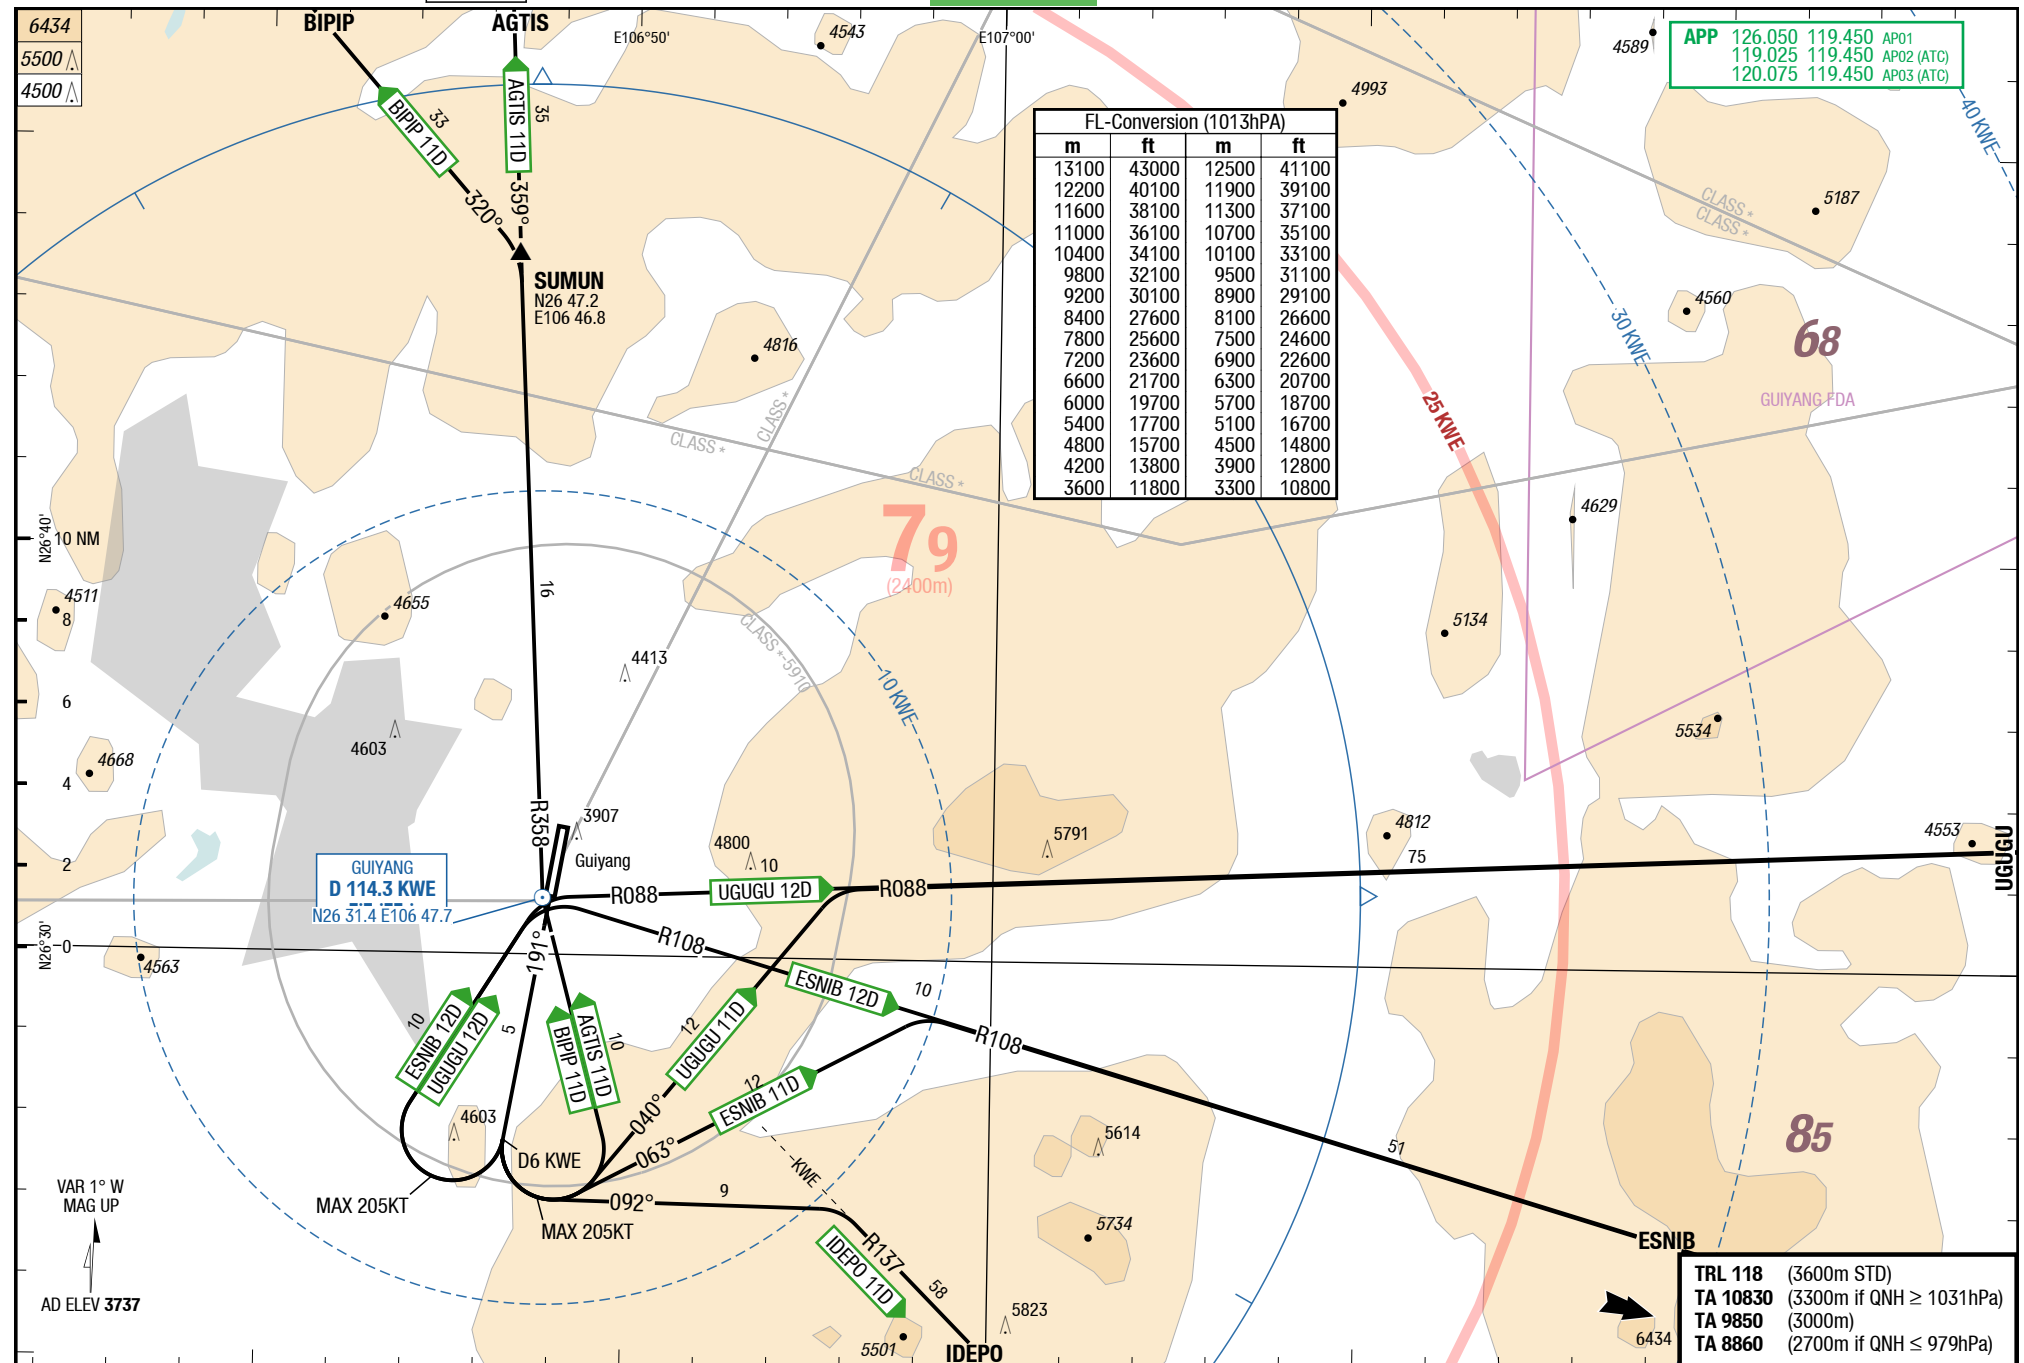 6434
5500
4500
BIPIP
AGTIS
E106°50'
E107°00'
4543
4589
APP 126.050 119.450 AP01
119.025 119.450 AP02 (ATC)
120.075 119.450 AP03 (ATC)
40 KWE
4993
5187
CLASS *
CLASS *
BIPIP 11D
33
AGTIS 11D
35
320°
359°
SUMUN
N26 47.2
E106 46.8
FL-Conversion (1013hPA)
m ft m ft
13100 43000 12500 41100
12200 40100 11900 39100
11600 38100 11300 37100
11000 36100 10700 35100
10400 34100 10100 33100
9800 32100 9500 31100
9200 30100 8900 29100
8400 27600 8100 26600
7800 25600 7500 24600
7200 23600 6900 22600
6600 21700 6300 20700
6000 19700 5700 18700
5400 17700 5100 16700
4800 15700 4500 14800
4200 13800 3900 12800
3600 11800 3300 10800
4560
30 KWE
68
GUIYANG FDA
4816
CLASS *
CLASS *
CLASS *
25 KWE
4629
79
(2400m)
N26°40'
10 NM
8
6
4
2
0
4511
4655
16
CLASS *-5910
4413
10 KWE
5134
5534
4603
4668
3907
R358
Guiyang
4800
10
5791
4812
75
4553
UGUGU
GUIYANG
D 114.3 KWE
N26 31.4 E106 47.7
R088
UGUGU 12D
R088
N26°30'
4563
191°
R108
ESNIB 12D
10
R108
10
ESNIB 12D
UGUGU 12D
5
BIPIP 11D
AGTIS 11D
10
12
UGUGU 11D
040°
12
ESNIB 11D
063°
4603
D6 KWE
MAX 205KT
MAX 205KT
092°
9
KWE
R137
IDEPO 11D
58
5614
5734
5823
5501
IDEPO
51
85
ESNIB
VAR 1° W
MAG UP
AD ELEV 3737
6434
TRL 118 (3600m STD)
TA 10830 (3300m if QNH ≥ 1031hPa)
TA 9850 (3000m)
TA 8860 (2700m if QNH ≤ 979hPa)